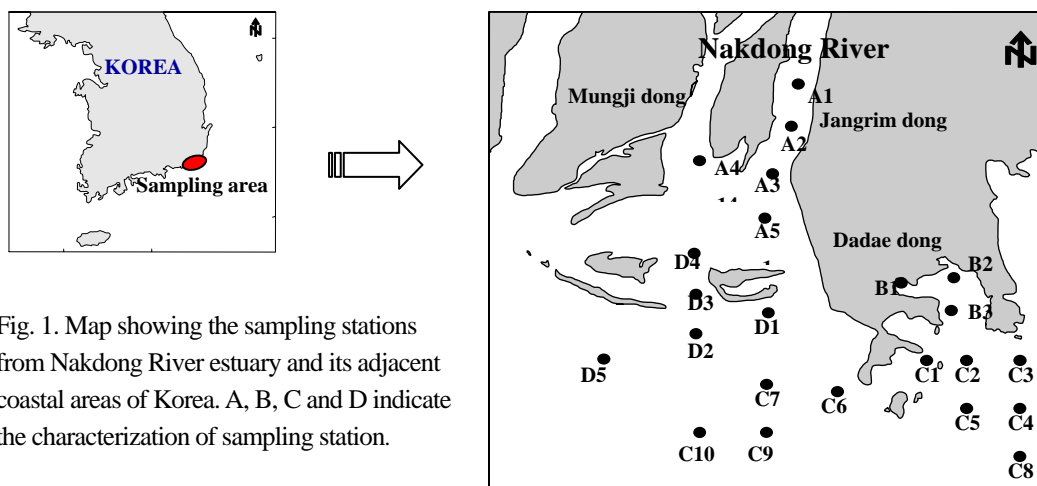 KOREA
Sampling area
Fig. 1. Map showing the sampling stations
from Nakdong River estuary and its adjacent
coastal areas of Korea. A, B, C and D indicate
the characterization of sampling station.
Nakdong River
N
Mungji dong
A1
Jangrim dong
A2
A4
A3
A5
Dadae dong
D4
B2
B1
D3
B3
D1
D2
D5
C1
C2
C3
C7
C6
C5
C4
C10
C9
C8